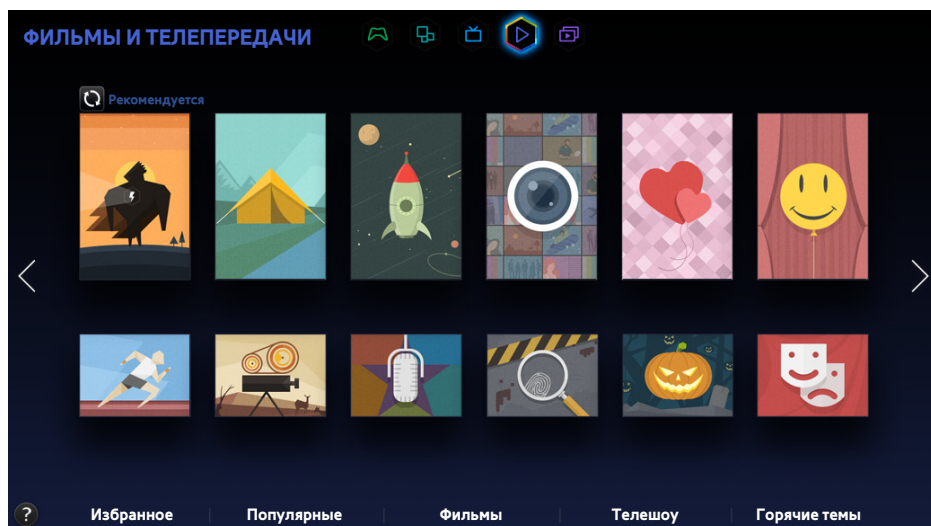 ФИЛЬМЫ И ТЕЛЕПЕРЕДАЧИ
Рекомендуется
? Избранное Популярные Фильмы Телешоу Горячие темы